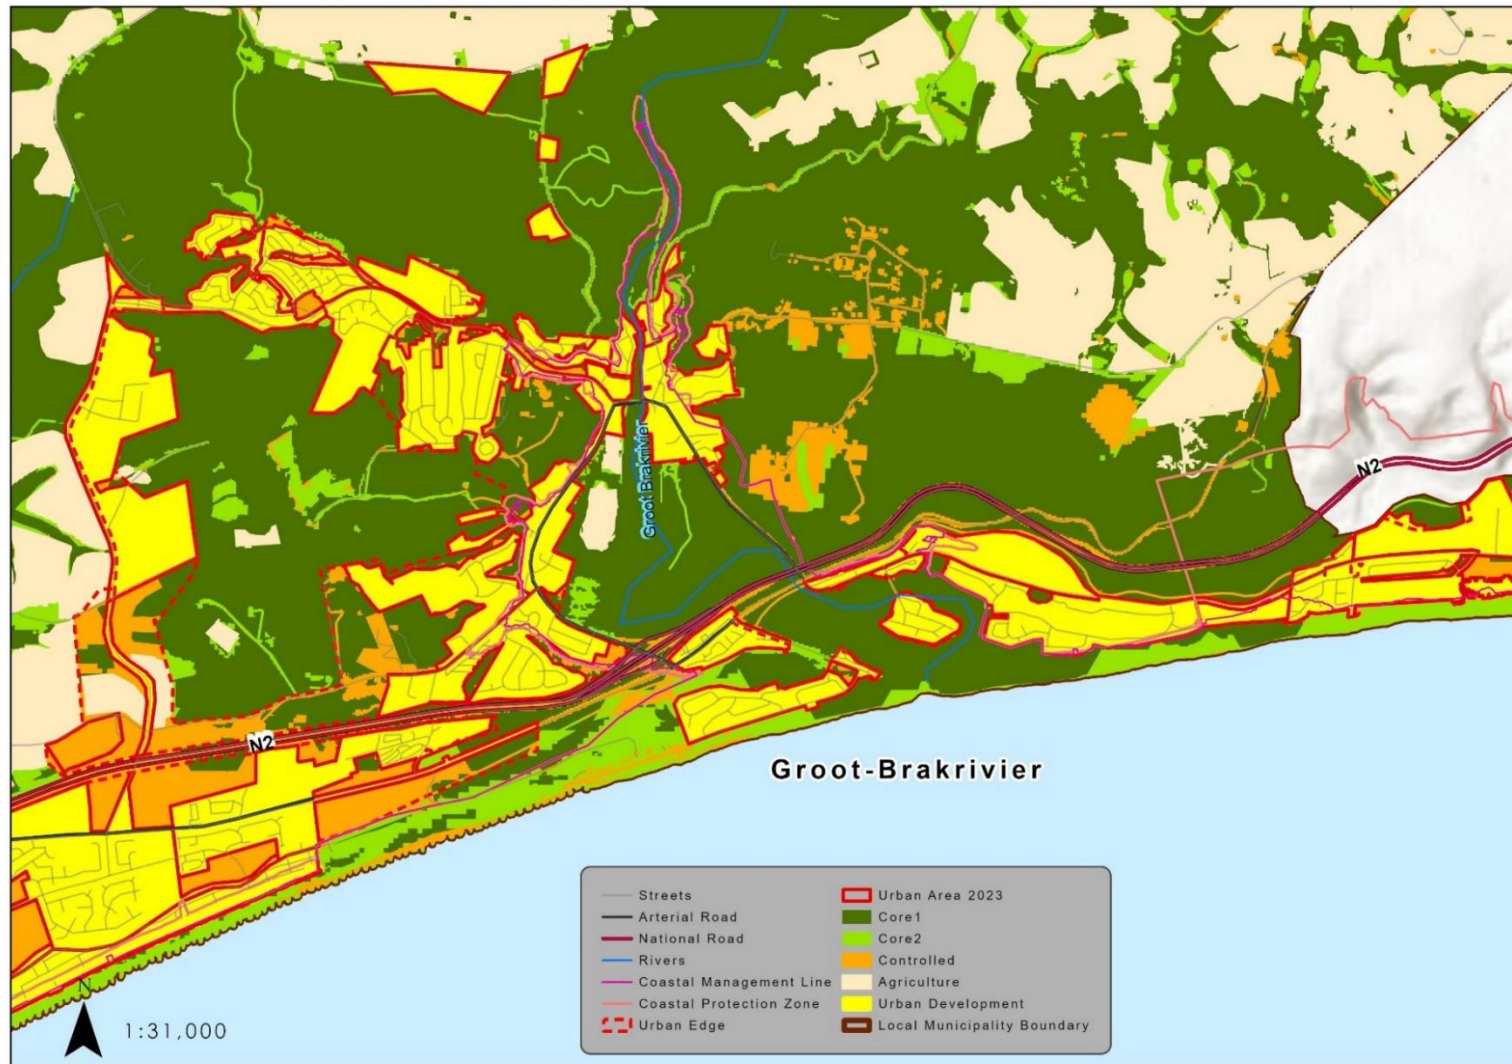 N2
Groot Brakrivier
N2
Groot-Brakrivier
Streets
Arterial Road
National Road
Rivers
Coastal Management Line
Coastal Protection Zone
Urban Edge
Urban Area 2023
Core1
Core2
Controlled
Agriculture
Urban Development
Local Municipality Boundary
N
1:31,000